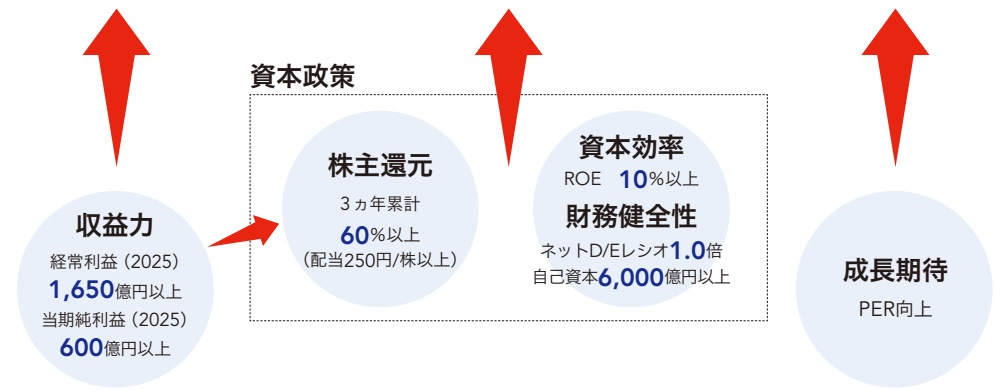 資本政策
収益力
経常利益（2025）
1,650億円以上
当期純利益（2025）
600億円以上
株主還元
3ヵ年累計
60%以上
（配当250円/株以上）
資本効率
ROE 10%以上
財務健全性
ネットD/Eレシオ1.0倍
自己資本6,000億円以上
成長期待
PER向上